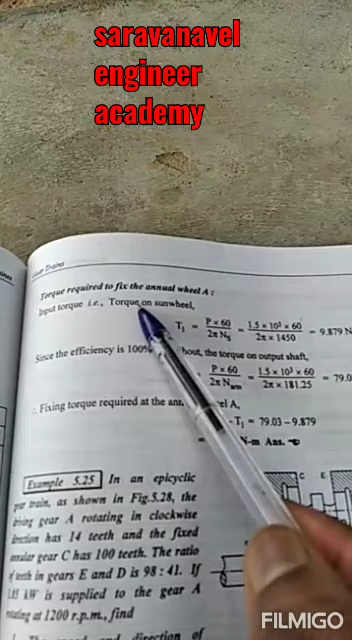 saravanavel
engineer
academy
Gear Trains
Torque required to fix the annual wheel A :
Input torque i.e., Torque on sunwheel,
T₁ = P × 60 / 2π N_S = 1.5 × 10³ × 60 / 2π × 1450 = 9.879 N
Since the efficiency is 100% hout, the torque on output shaft,
P × 60 / 2π N_arm = 1.5 × 10³ × 60 / 2π × 181.25 = 79.0
∴ Fixing torque required at the ann el A,
- T₁ = 79.03 – 9.879
N-m Ans.
Example 5.25 In an epicyclic
gear train, as shown in Fig.5.28, the
driving gear A rotating in clockwise
direction has 14 teeth and the fixed
annular gear C has 100 teeth. The ratio
of teeth in gears E and D is 98 : 41. If
1.85 kW is supplied to the gear A
rotating at 1200 r.p.m., find
speed and direction of
C E
FILMIGO